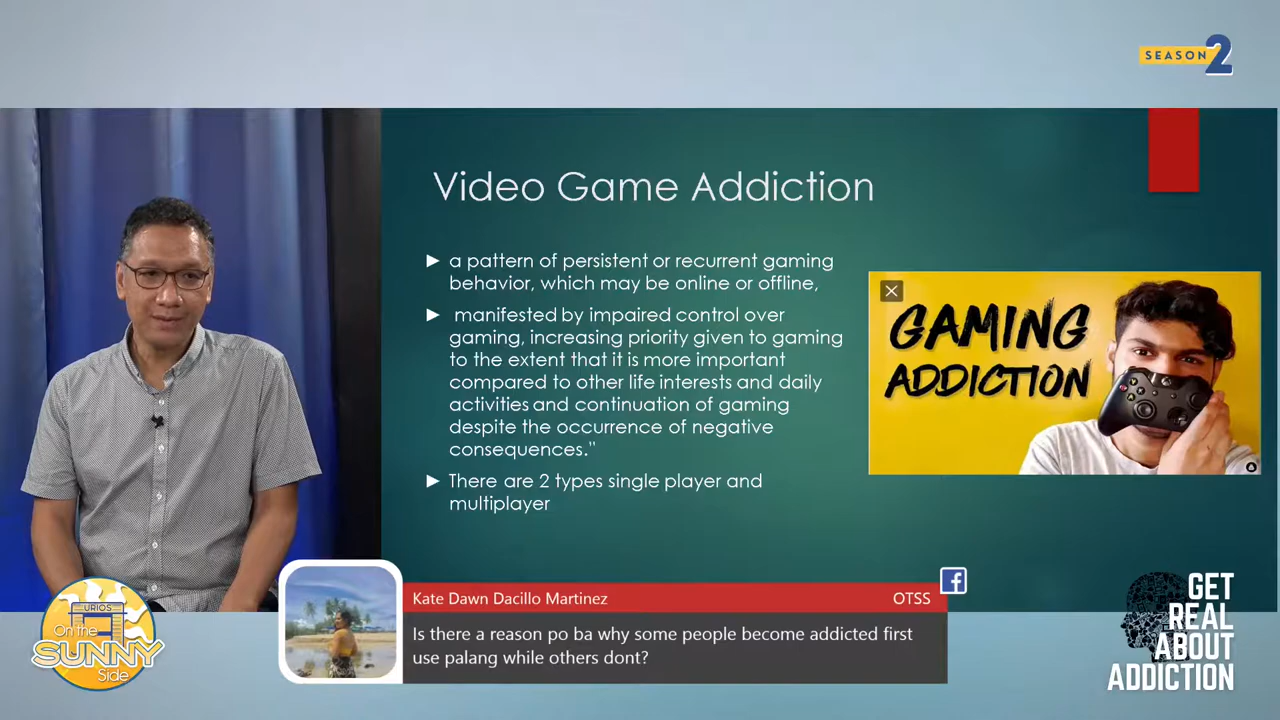 SEASON 2
Video Game Addiction
► a pattern of persistent or recurrent gaming
behavior, which may be online or offline,
► manifested by impaired control over
gaming, increasing priority given to gaming
to the extent that it is more important
compared to other life interests and daily
activities and continuation of gaming
despite the occurrence of negative
consequences."
► There are 2 types single player and
multiplayer
GAMING
ADDICTION
Kate Dawn Dacillo Martinez OTSS
Is there a reason po ba why some people become addicted first
use palang while others dont?
URIOS
On the
SUNNY
Side
GET
REAL
ABOUT
ADDICTION